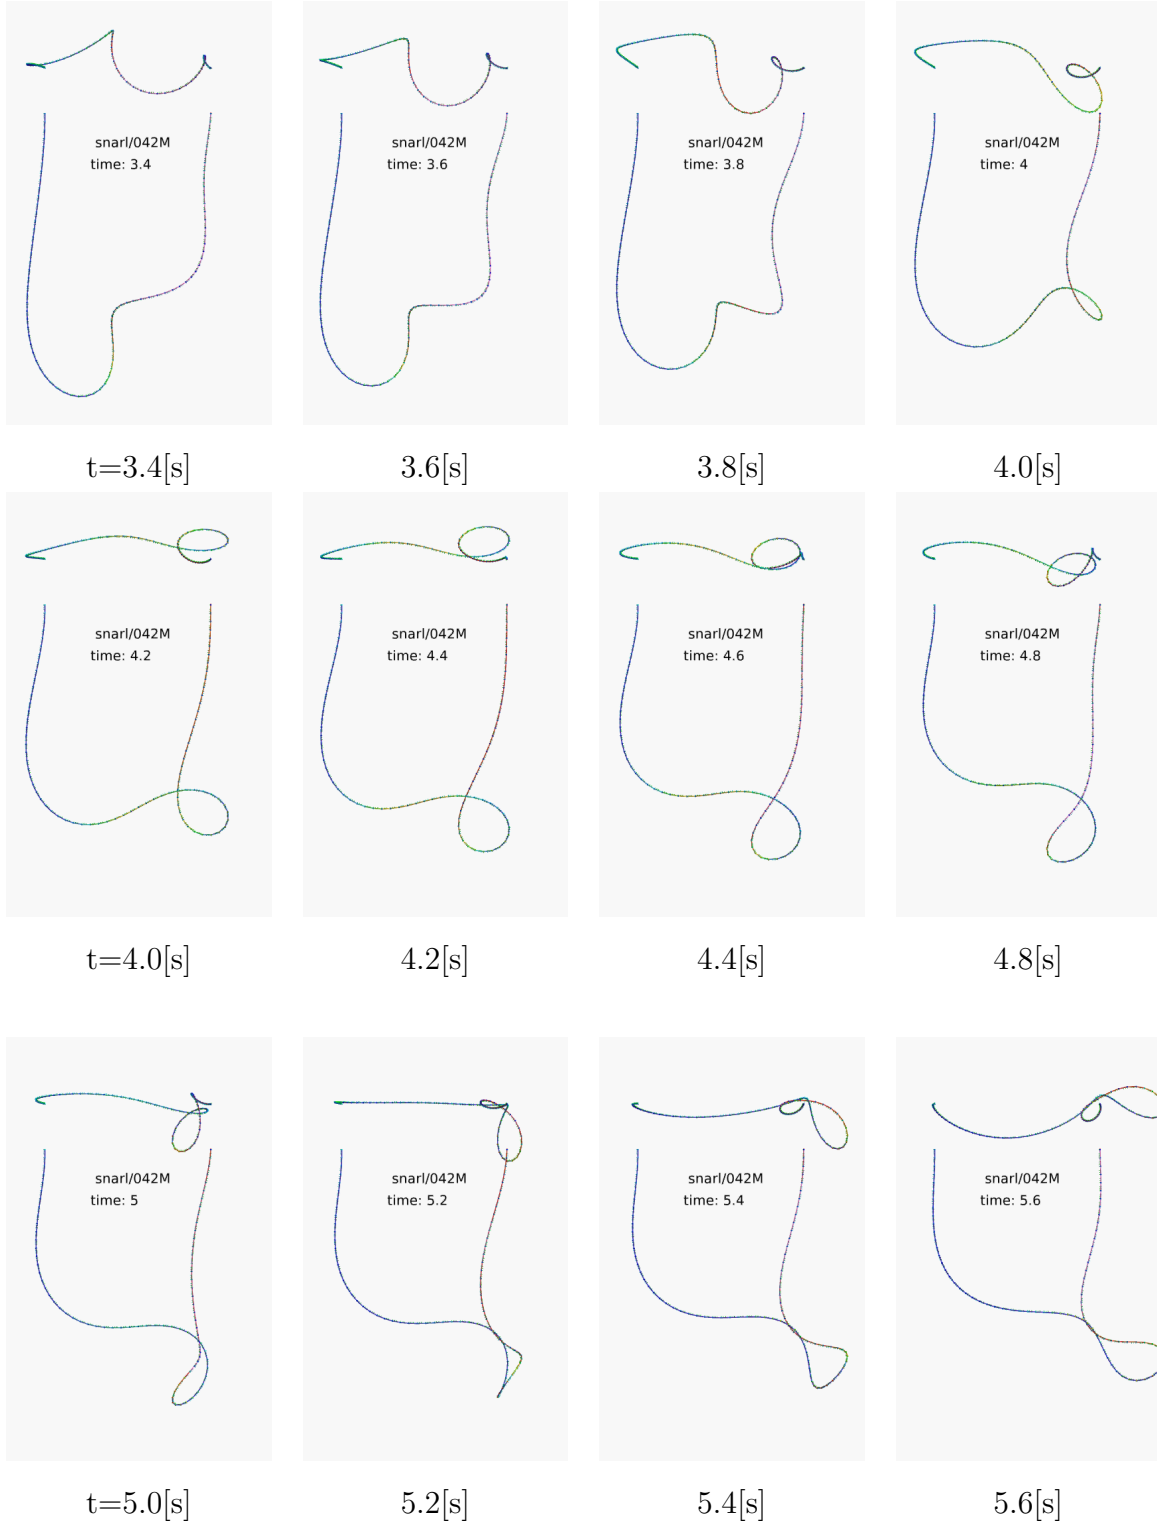 snarl/042M
time: 3.4
snarl/042M
time: 3.6
snarl/042M
time: 3.8
snarl/042M
time: 4
t=3.4[s]
3.6[s]
3.8[s]
4.0[s]
snarl/042M
time: 4.2
snarl/042M
time: 4.4
snarl/042M
time: 4.6
snarl/042M
time: 4.8
t=4.0[s]
4.2[s]
4.4[s]
4.8[s]
snarl/042M
time: 5
snarl/042M
time: 5.2
snarl/042M
time: 5.4
snarl/042M
time: 5.6
t=5.0[s]
5.2[s]
5.4[s]
5.6[s]